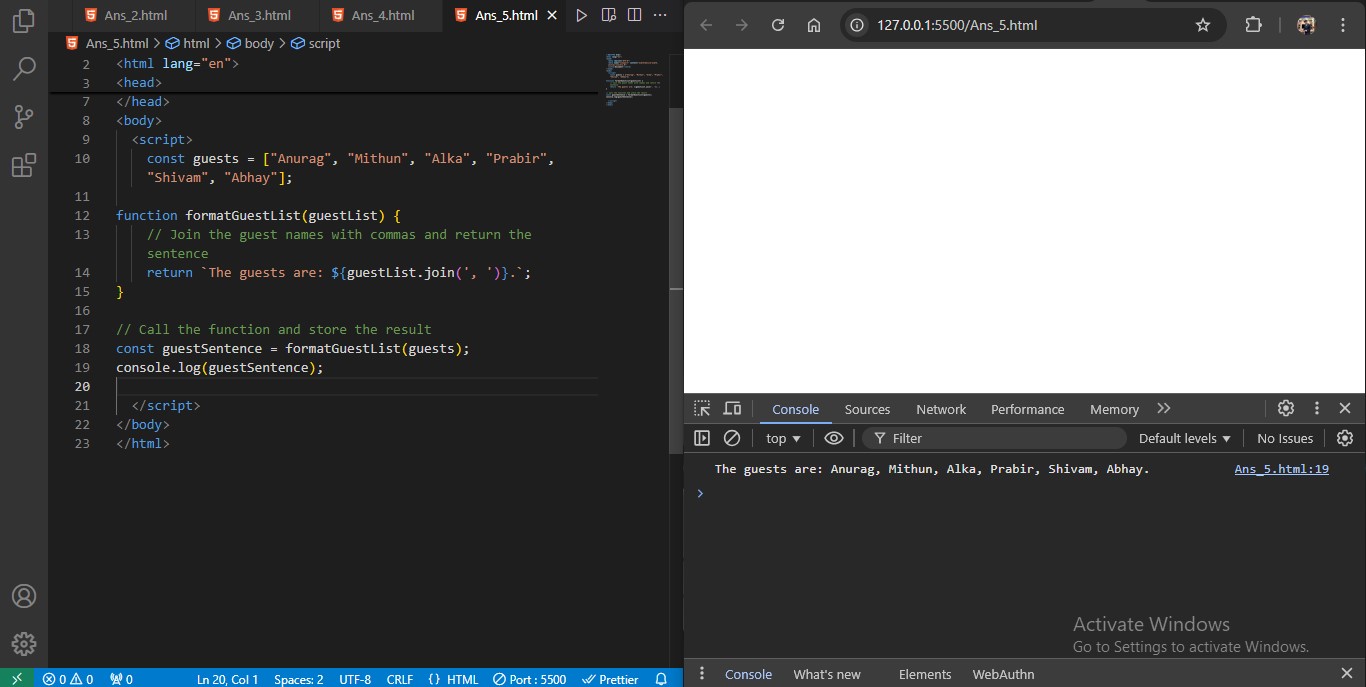 Ans_2.html Ans_3.html Ans_4.html Ans_5.html
Ans_5.html > html > body > script
2 <html lang="en">
3 <head>
7 </head>
8 <body>
9 <script>
10 const guests = ["Anurag", "Mithun", "Alka", "Prabir",
"Shivam", "Abhay"];
11
12 function formatGuestList(guestList) {
13 // Join the guest names with commas and return the
sentence
14 return `The guests are: ${guestList.join(', ')}.`;
15 }
16
17 // Call the function and store the result
18 const guestSentence = formatGuestList(guests);
19 console.log(guestSentence);
20
21 </script>
22 </body>
23 </html>
0 0 0 Ln 20, Col 1 Spaces: 2 UTF-8 CRLF {} HTML Port : 5500 Prettier
127.0.0.1:5500/Ans_5.html
Console Sources Network Performance Memory
top Filter Default levels No Issues
The guests are: Anurag, Mithun, Alka, Prabir, Shivam, Abhay. Ans_5.html:19
Activate Windows
Go to Settings to activate Windows.
Console What's new Elements WebAuthn